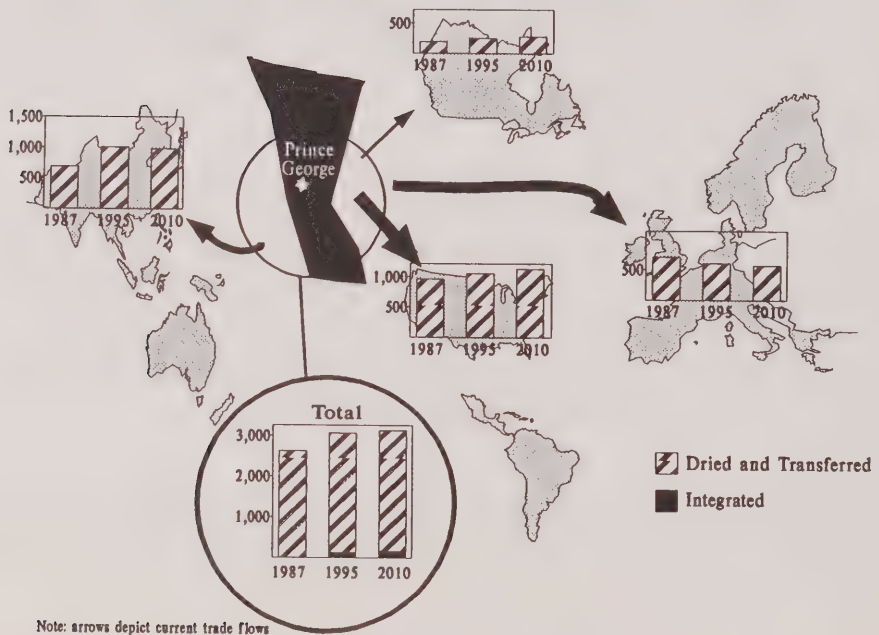 500
1987 1995 2010
1,500
1,000
500
1987 1995 2010
Prince
George
1,000
500
1987 1995 2010
500
1987 1995 2010
Total
3,000
2,000
1,000
1987 1995 2010
Dried and Transferred
Integrated
Note: arrows depict current trade flows